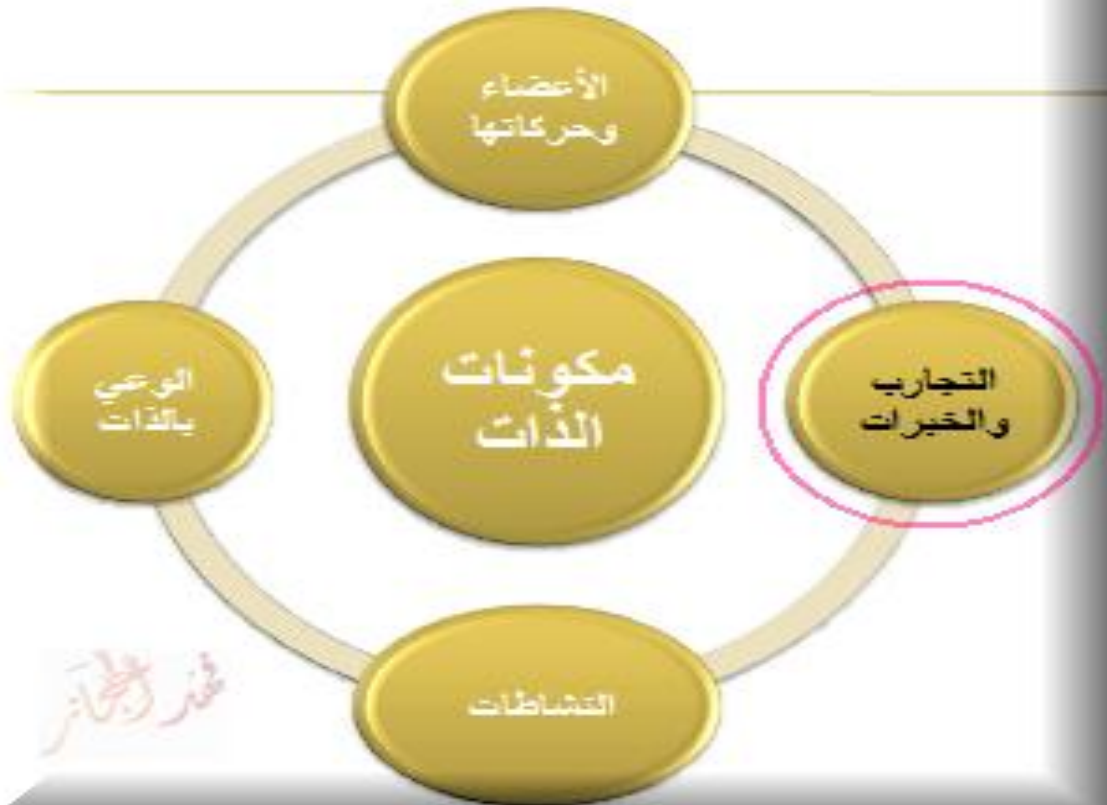 الأعضاء
وحركاتها
التجارب
والخبرات
مكونات
الذات
الوعي
بالذات
النشاطات